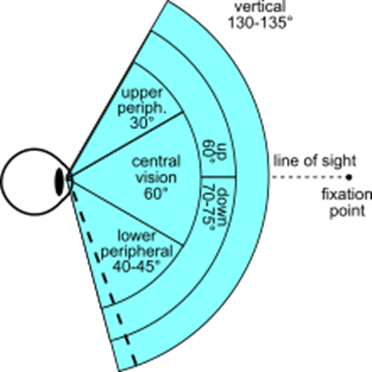 vertical
130-135°
upper
periph.
30°
central
vision
60°
lower
peripheral
40-45°
up
60°
down
70-75°
line of sight
fixation
point